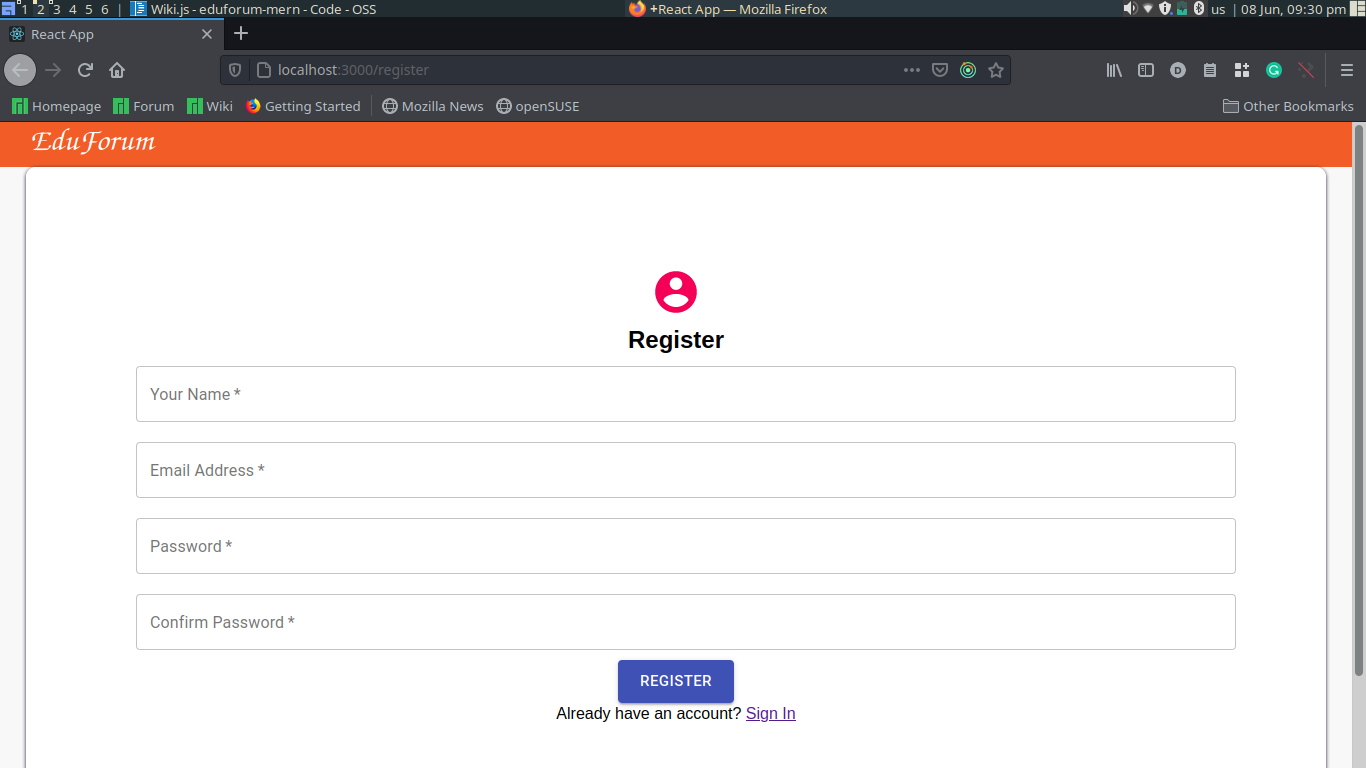 1 2 3 4 5 6 | Wiki.js - eduforum-mern - Code - OSS +React App — Mozilla Firefox us | 08 Jun, 09:30 pm
React App
localhost:3000/register
Homepage Forum Wiki Getting Started Mozilla News openSUSE Other Bookmarks
EduForum
Register
Your Name *
Email Address *
Password *
Confirm Password *
REGISTER
Already have an account? Sign In